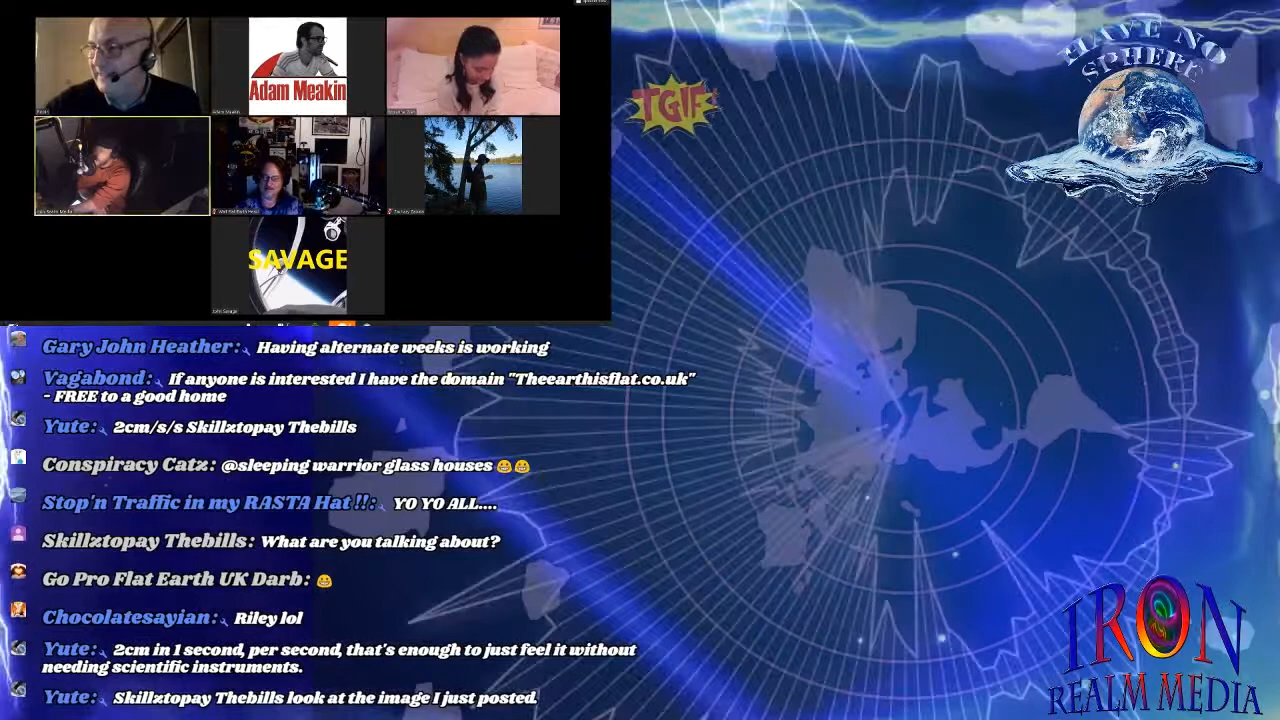 TGIF
HAVE NO
SPHERE
Adam Meakin
Adam Meakin
SAVAGE
John Savage
Gary John Heather: Having alternate weeks is working
Vagabond: If anyone is interested I have the domain "Theearthisflat.co.uk"
- FREE to a good home
Yute: 2cm/s/s Skillztopay Thebills
Conspiracy Catz: @sleeping warrior glass houses 😬😬
Stop'n Traffic in my RASTA Hat !!: YO YO ALL....
Skillztopay Thebills: What are you talking about?
Go Pro Flat Earth UK Darb: 😬
Chocolatesayian: Riley lol
Yute: 2cm in 1 second, per second, that's enough to just feel it without
needing scientific instruments.
Yute: Skillztopay Thebills look at the image I just posted.
IRON
REALM MEDIA